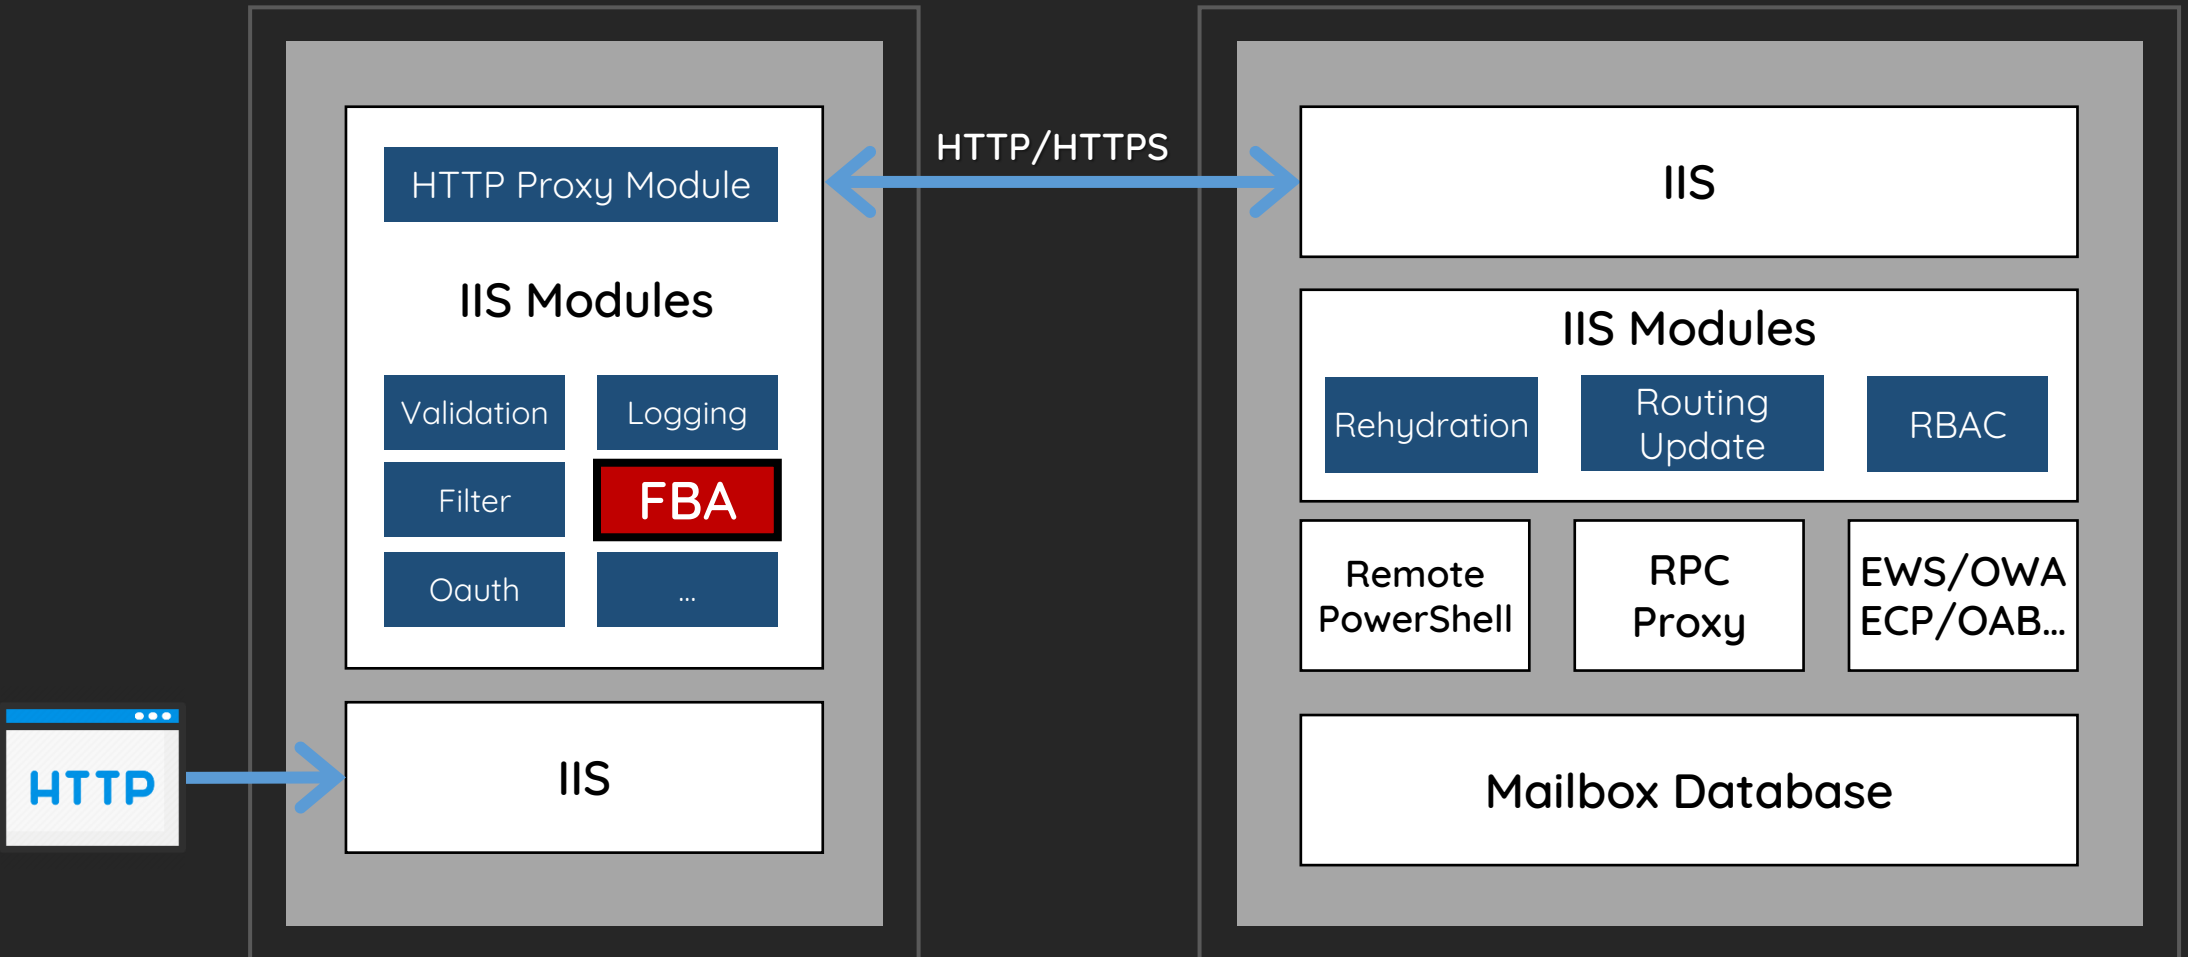 HTTP
HTTP Proxy Module
IIS Modules
Validation
Logging
Filter
FBA
Oauth
...
IIS
HTTP/HTTPS
IIS
IIS Modules
Rehydration
Routing
Update
RBAC
Remote
PowerShell
RPC
Proxy
EWS/OWA
ECP/OAB...
Mailbox Database